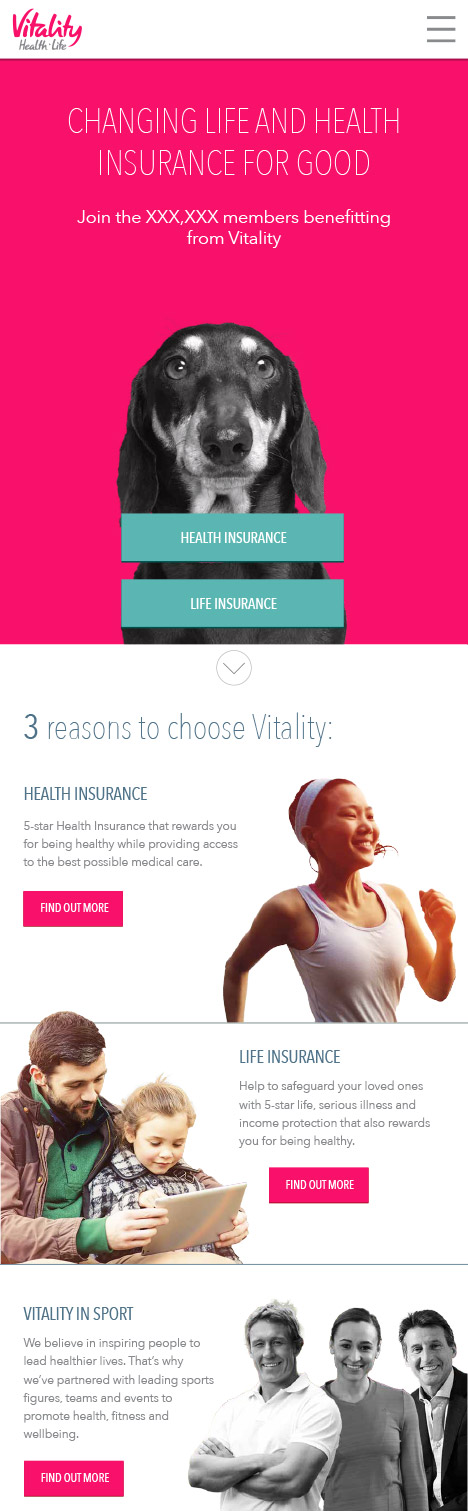 Vitality
Health · Life
CHANGING LIFE AND HEALTH
INSURANCE FOR GOOD
Join the XXX,XXX members benefitting
from Vitality
HEALTH INSURANCE
LIFE INSURANCE
3 reasons to choose Vitality:
HEALTH INSURANCE
5-star Health Insurance that rewards you
for being healthy while providing access
to the best possible medical care.
FIND OUT MORE
LIFE INSURANCE
Help to safeguard your loved ones
with 5-star life, serious illness and
income protection that also rewards
you for being healthy.
FIND OUT MORE
VITALITY IN SPORT
We believe in inspiring people to
lead healthier lives. That’s why
we’ve partnered with leading sports
figures, teams and events to
promote health, fitness and
wellbeing.
FIND OUT MORE